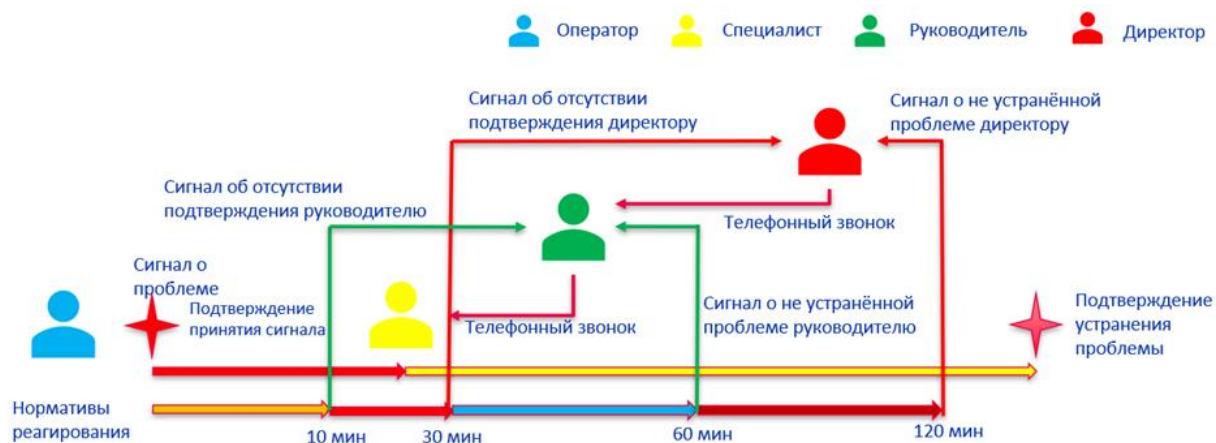 Оператор
Специалист
Руководитель
Директор
Сигнал об отсутствии
подтверждения директору
Сигнал о не устранённой
проблеме директору
Сигнал об отсутствии
подтверждения руководителю
Телефонный звонок
Сигнал о
проблеме
Подтверждение
принятия сигнала
Телефонный звонок
Сигнал о не устранённой
проблеме руководителю
Подтверждение
устранения
проблемы
Нормативы
реагирования
10 мин
30 мин
60 мин
120 мин